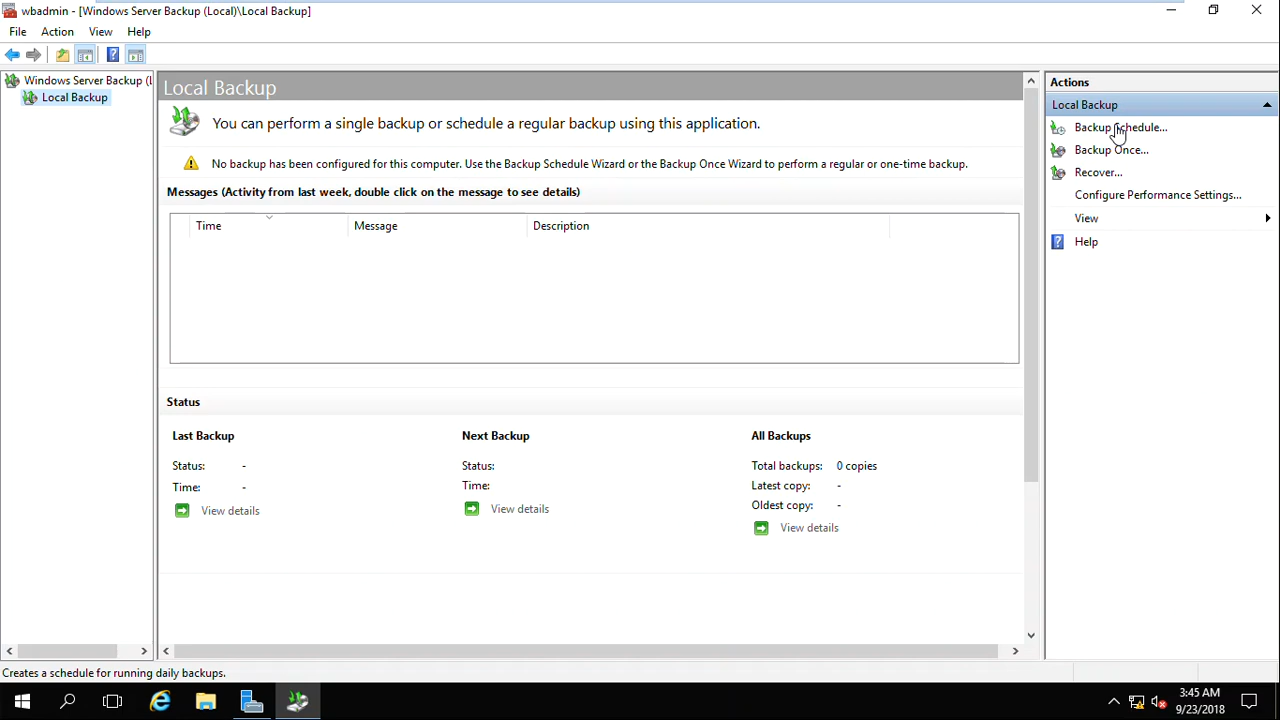 wbadmin - [Windows Server Backup (Local)\Local Backup]
File Action View Help
Windows Server Backup (L
Local Backup
Local Backup
You can perform a single backup or schedule a regular backup using this application.
No backup has been configured for this computer. Use the Backup Schedule Wizard or the Backup Once Wizard to perform a regular or one-time backup.
Messages (Activity from last week, double click on the message to see details)
Time Message Description
Status
Last Backup
Status: -
Time: -
View details
Next Backup
Status:
Time:
View details
All Backups
Total backups: 0 copies
Latest copy: -
Oldest copy: -
View details
Actions
Local Backup
Backup Schedule...
Backup Once...
Recover...
Configure Performance Settings...
View
Help
Creates a schedule for running daily backups.
3:45 AM
9/23/2018